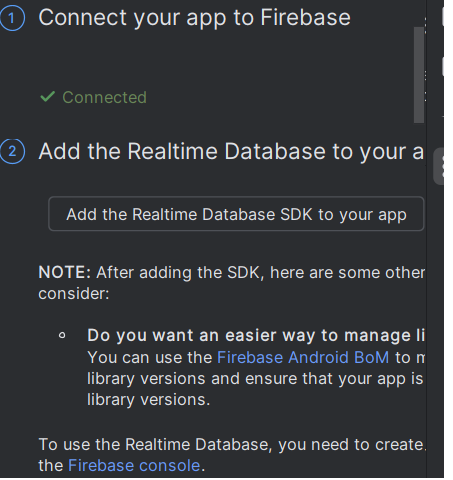 1 Connect your app to Firebase
Connected
2 Add the Realtime Database to your a
Add the Realtime Database SDK to your app
NOTE: After adding the SDK, here are some other
consider:
Do you want an easier way to manage li
You can use the Firebase Android BoM to m
library versions and ensure that your app is
library versions.
To use the Realtime Database, you need to create
the Firebase console.